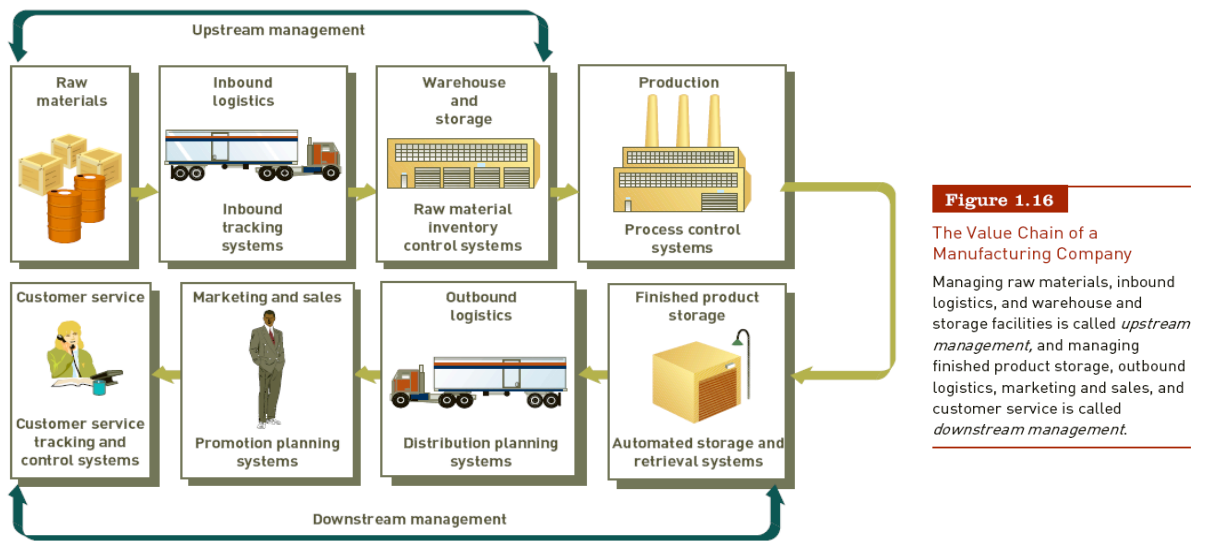 Upstream management
Raw
materials
Inbound
logistics
Inbound
tracking
systems
Warehouse
and
storage
Raw material
inventory
control systems
Production
Process control
systems
Finished product
storage
Automated storage and
retrieval systems
Outbound
logistics
Distribution planning
systems
Marketing and sales
Promotion planning
systems
Customer service
Customer service
tracking and
control systems
Downstream management
Figure 1.16
The Value Chain of a
Manufacturing Company
Managing raw materials, inbound
logistics, and warehouse and
storage facilities is called upstream
management, and managing
finished product storage, outbound
logistics, marketing and sales, and
customer service is called
downstream management.